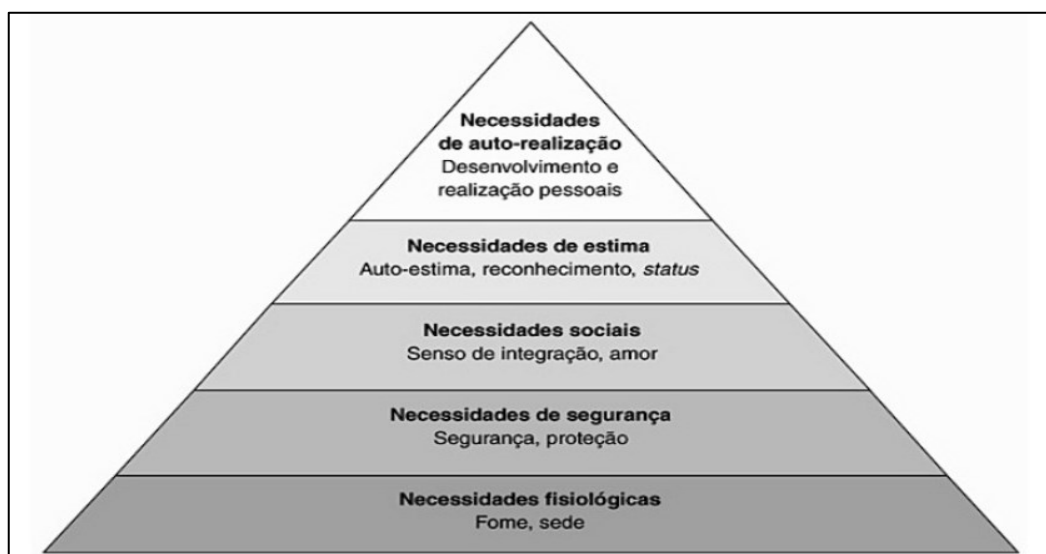 Necessidades
de auto-realização
Desenvolvimento e
realização pessoais
Necessidades de estima
Auto-estima, reconhecimento, status
Necessidades sociais
Senso de integração, amor
Necessidades de segurança
Segurança, proteção
Necessidades fisiológicas
Fome, sede